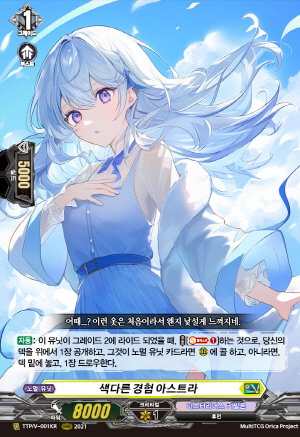 1
그레이드
부스트
5000
실드
어때...? 이런 옷은 처음이라서 왠지 낯설게 느껴지네.
자동 : 이 유닛이 그레이드 2에 라이드 되었을 때, 하는 것으로, 당신의
덱을 위에서 1장 공개하고, 그것이 노멀 유닛 카드라면 에 콜 하고, 아니라면,
덱 밑에 놓고, 1장 드로우한다.
노멀 유닛
색다른 경험 아스트라
파워 8000
크리티컬 1
휴먼
TTP/V-001KR 2021
MultiTCG Orica Project